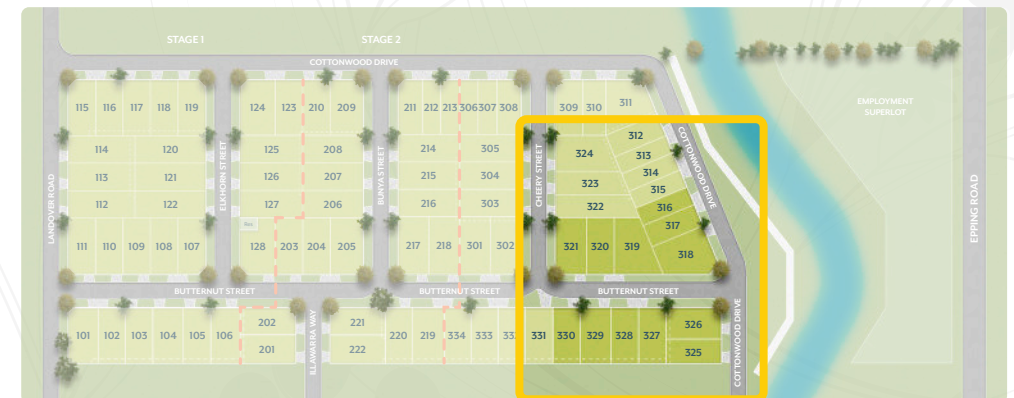 STAGE 1
STAGE 2
COTTONWOOD DRIVE
115 116 117 118 119
124 123 210 209
211 212 213 306 307 308
309 310 311
EMPLOYMENT
SUPERLOT
114 120
125 208
214 305
324 312
313
COTTONWOOD DRIVE
113 121
126 207
215 304
323 314
315
112 122
127 206
216 303
322 316
317
LANDOVER ROAD
ELKHORN STREET
BUNYA STREET
CHEERY STREET
EPPING ROAD
Res
111 110 109 108 107
128 203 204 205
217 218 301 302
321 320 319 318
BUTTERNUT STREET
BUTTERNUT STREET
BUTTERNUT STREET
101 102 103 104 105 106
202
201
ILLAWARRA WAY
221
222
220 219 334 333
331 330 329 328 327
326
325
COTTONWOOD DRIVE